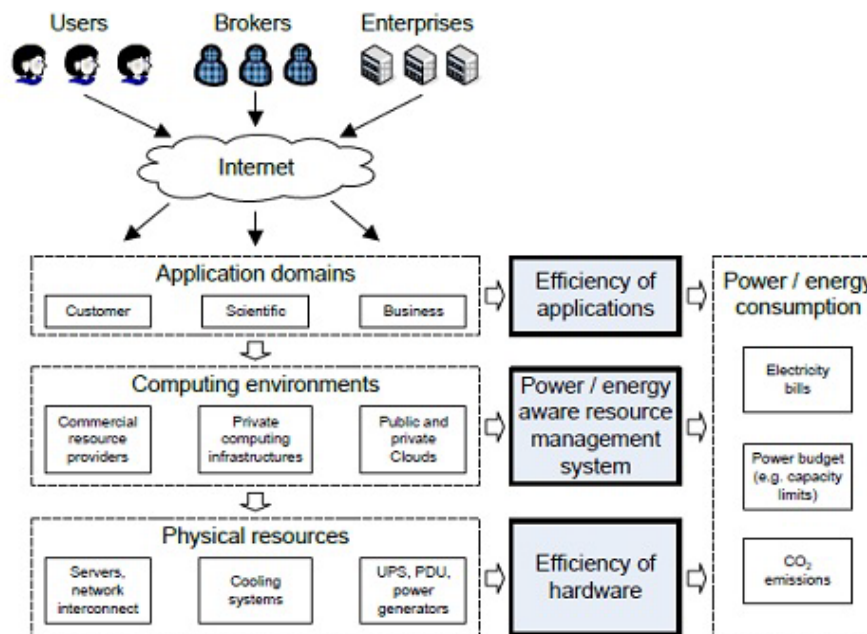 Users
Brokers
Enterprises
Internet
Application domains
Customer
Scientific
Business
Efficiency of
applications
Power / energy
consumption
Computing environments
Commercial
resource
providers
Private
computing
infrastructures
Public and
private
Clouds
Power / energy
aware resource
management
system
Electricity
bills
Power budget
(e.g. capacity
limits)
Physical resources
Servers,
network
interconnect
Cooling
systems
UPS, PDU,
power
generators
Efficiency of
hardware
CO₂
emissions